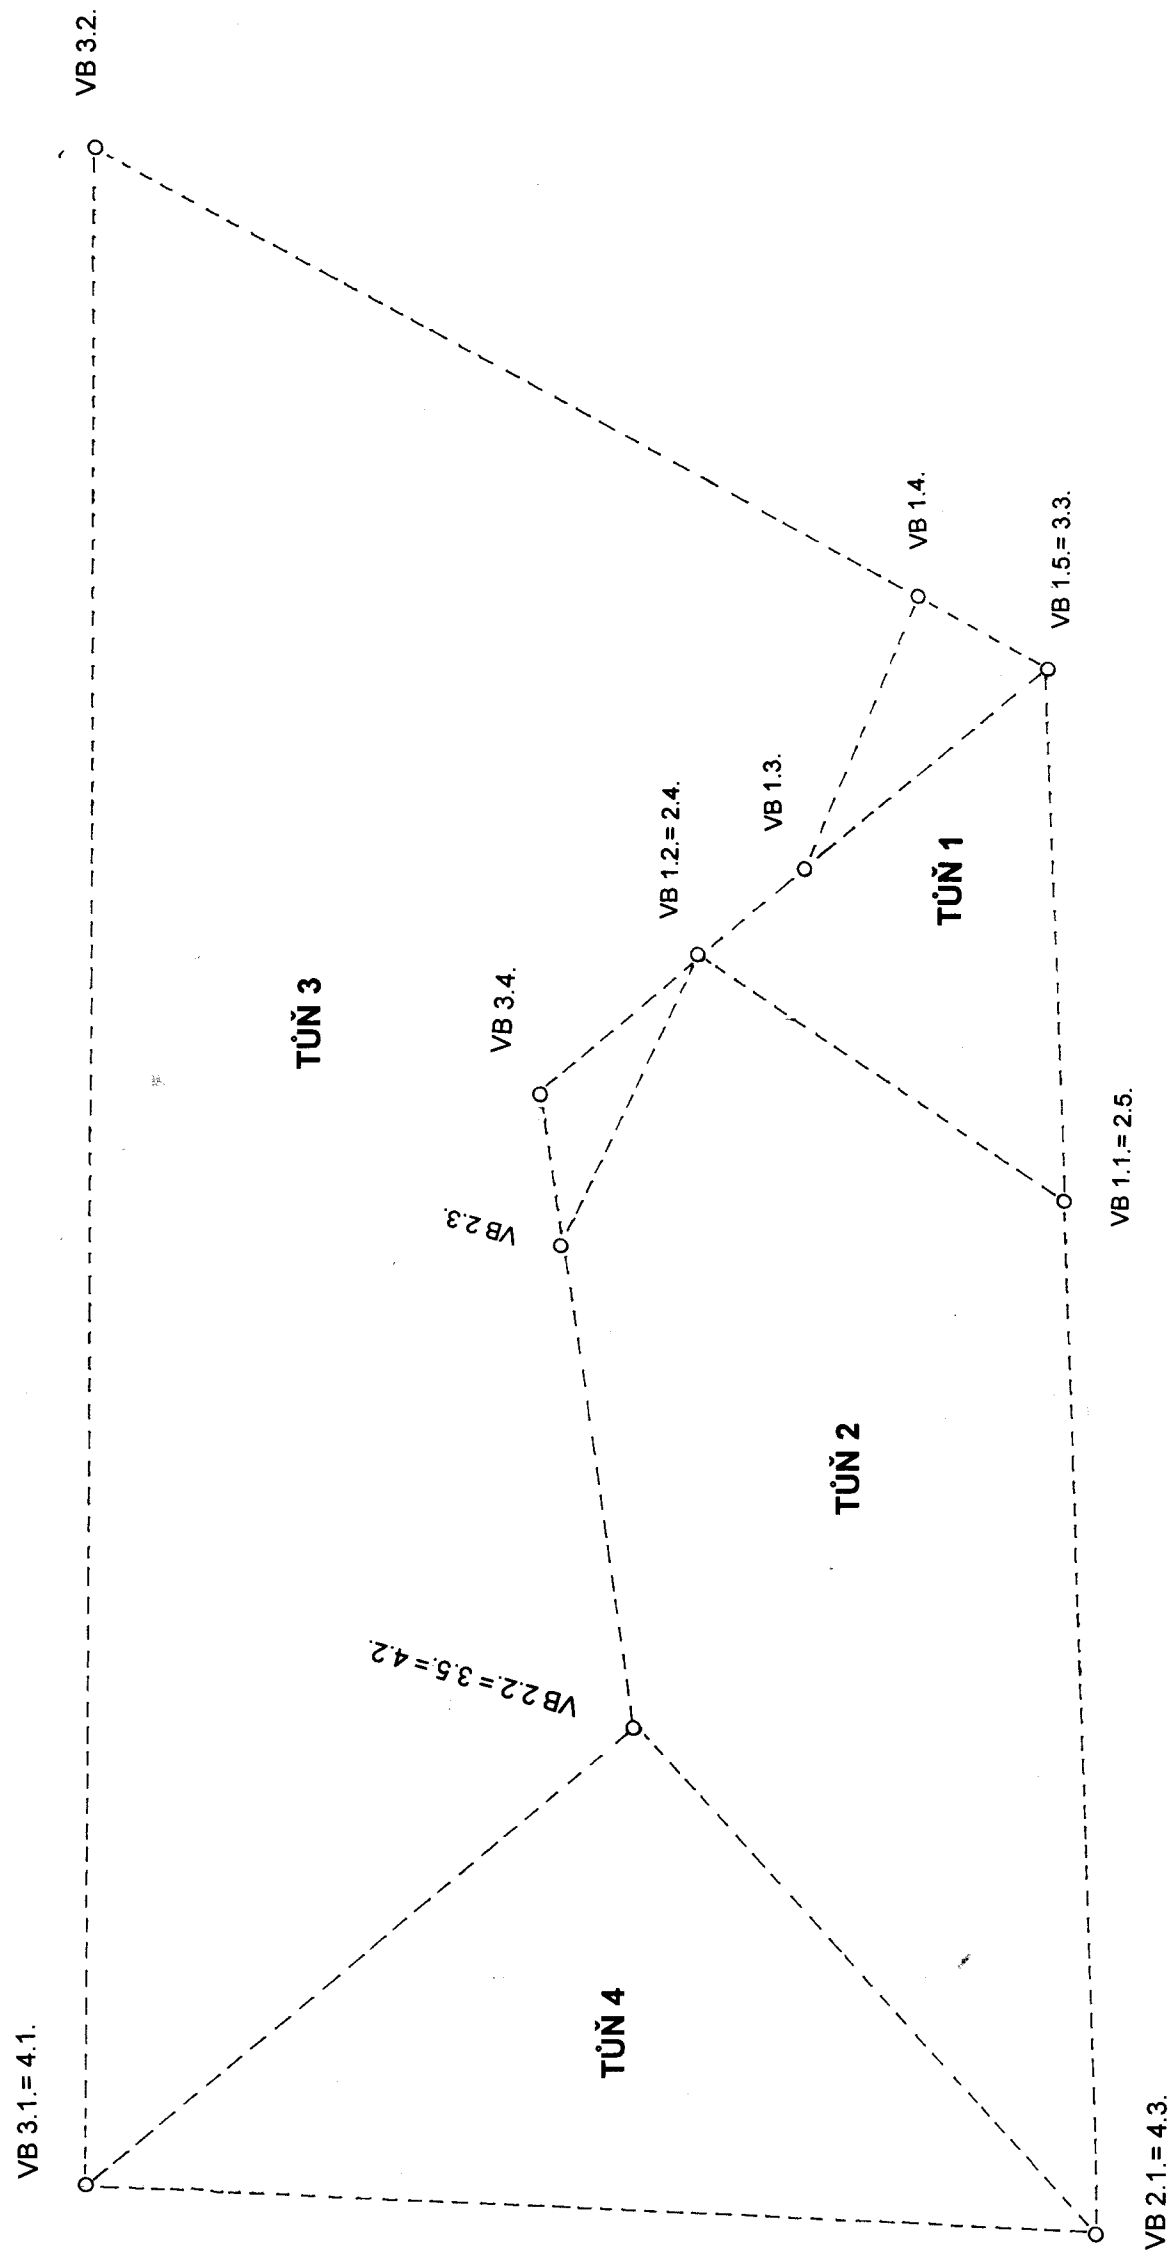 VB 3.2.
VB 1.4.
VB 1.5.= 3.3.
VB 1.3.
VB 1.2.= 2.4.
TŮŇ 1
VB 3.4.
TŮŇ 3
VB 1.1.= 2.5.
VB 2.3.
TŮŇ 2
VB 2.2.= 3.5.= 4.2.
TŮŇ 4
VB 3.1.= 4.1.
VB 2.1.= 4.3.